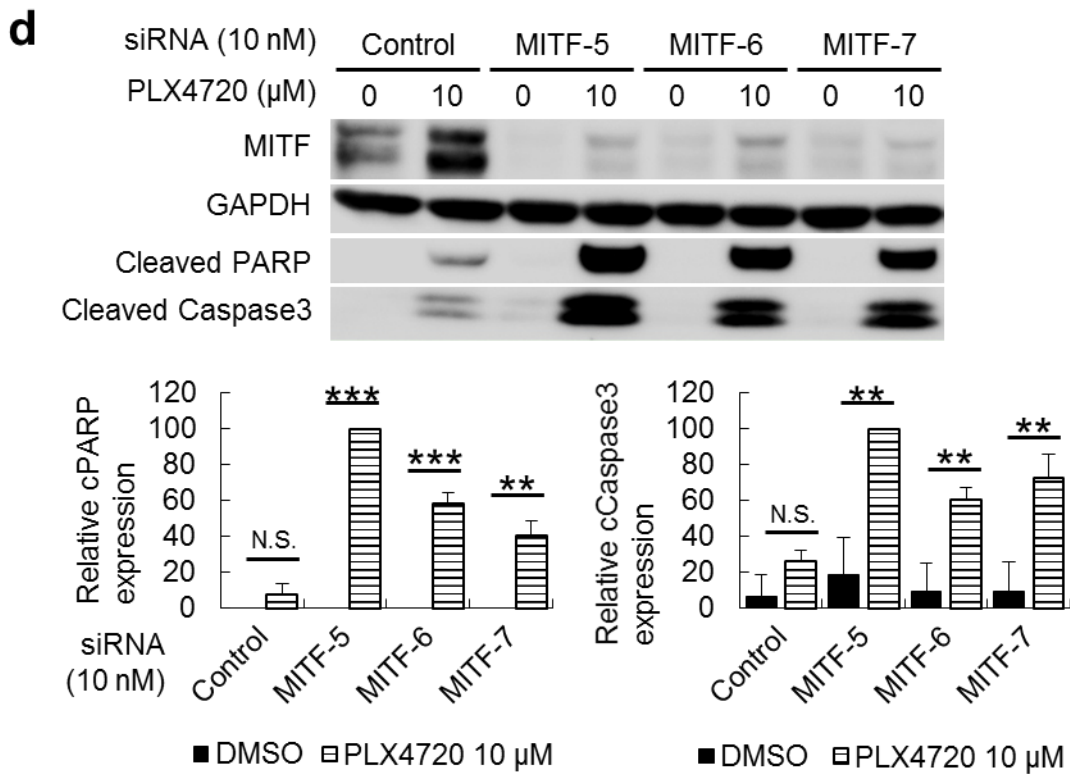 d
siRNA (10 nM) Control MITF-5 MITF-6 MITF-7
PLX4720 (µM) 0 10 0 10 0 10 0 10
MITF
GAPDH
Cleaved PARP
Cleaved Caspase3
Relative cPARP
expression
120
100
80
60
40
20
0
N.S.
***
***
**
Control
MITF-5
MITF-6
MITF-7
siRNA
(10 nM)
DMSO PLX4720 10 µM
Relative cCaspase3
expression
120
100
80
60
40
20
0
N.S.
**
**
**
Control
MITF-5
MITF-6
MITF-7
DMSO PLX4720 10 µM